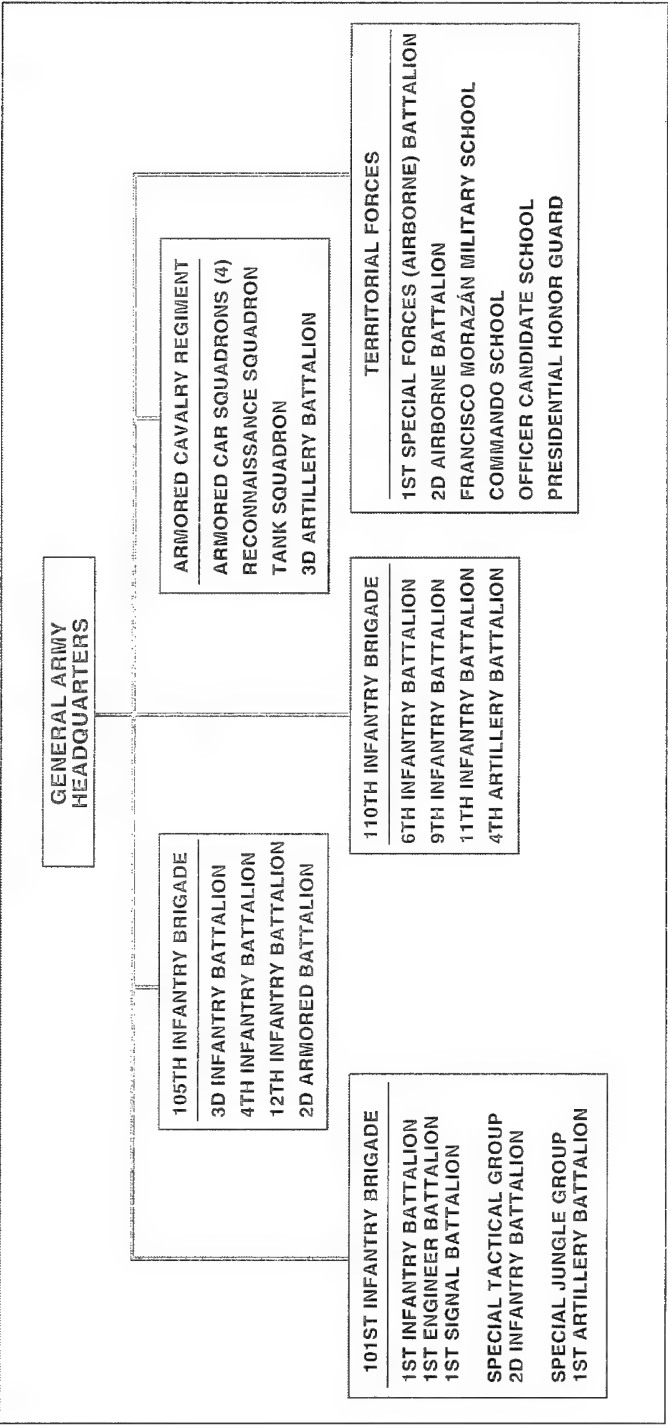 GENERAL ARMY
HEADQUARTERS
105TH INFANTRY BRIGADE
3D INFANTRY BATTALION
4TH INFANTRY BATTALION
12TH INFANTRY BATTALION
2D ARMORED BATTALION
ARMORED CAVALRY REGIMENT
ARMORED CAR SQUADRONS (4)
RECONNAISSANCE SQUADRON
TANK SQUADRON
3D ARTILLERY BATTALION
101ST INFANTRY BRIGADE
1ST INFANTRY BATTALION
1ST ENGINEER BATTALION
1ST SIGNAL BATTALION
SPECIAL TACTICAL GROUP
2D INFANTRY BATTALION
SPECIAL JUNGLE GROUP
1ST ARTILLERY BATTALION
110TH INFANTRY BRIGADE
6TH INFANTRY BATTALION
9TH INFANTRY BATTALION
11TH INFANTRY BATTALION
4TH ARTILLERY BATTALION
TERRITORIAL FORCES
1ST SPECIAL FORCES (AIRBORNE) BATTALION
2D AIRBORNE BATTALION
FRANCISCO MORAZÁN MILITARY SCHOOL
COMMANDO SCHOOL
OFFICER CANDIDATE SCHOOL
PRESIDENTIAL HONOR GUARD